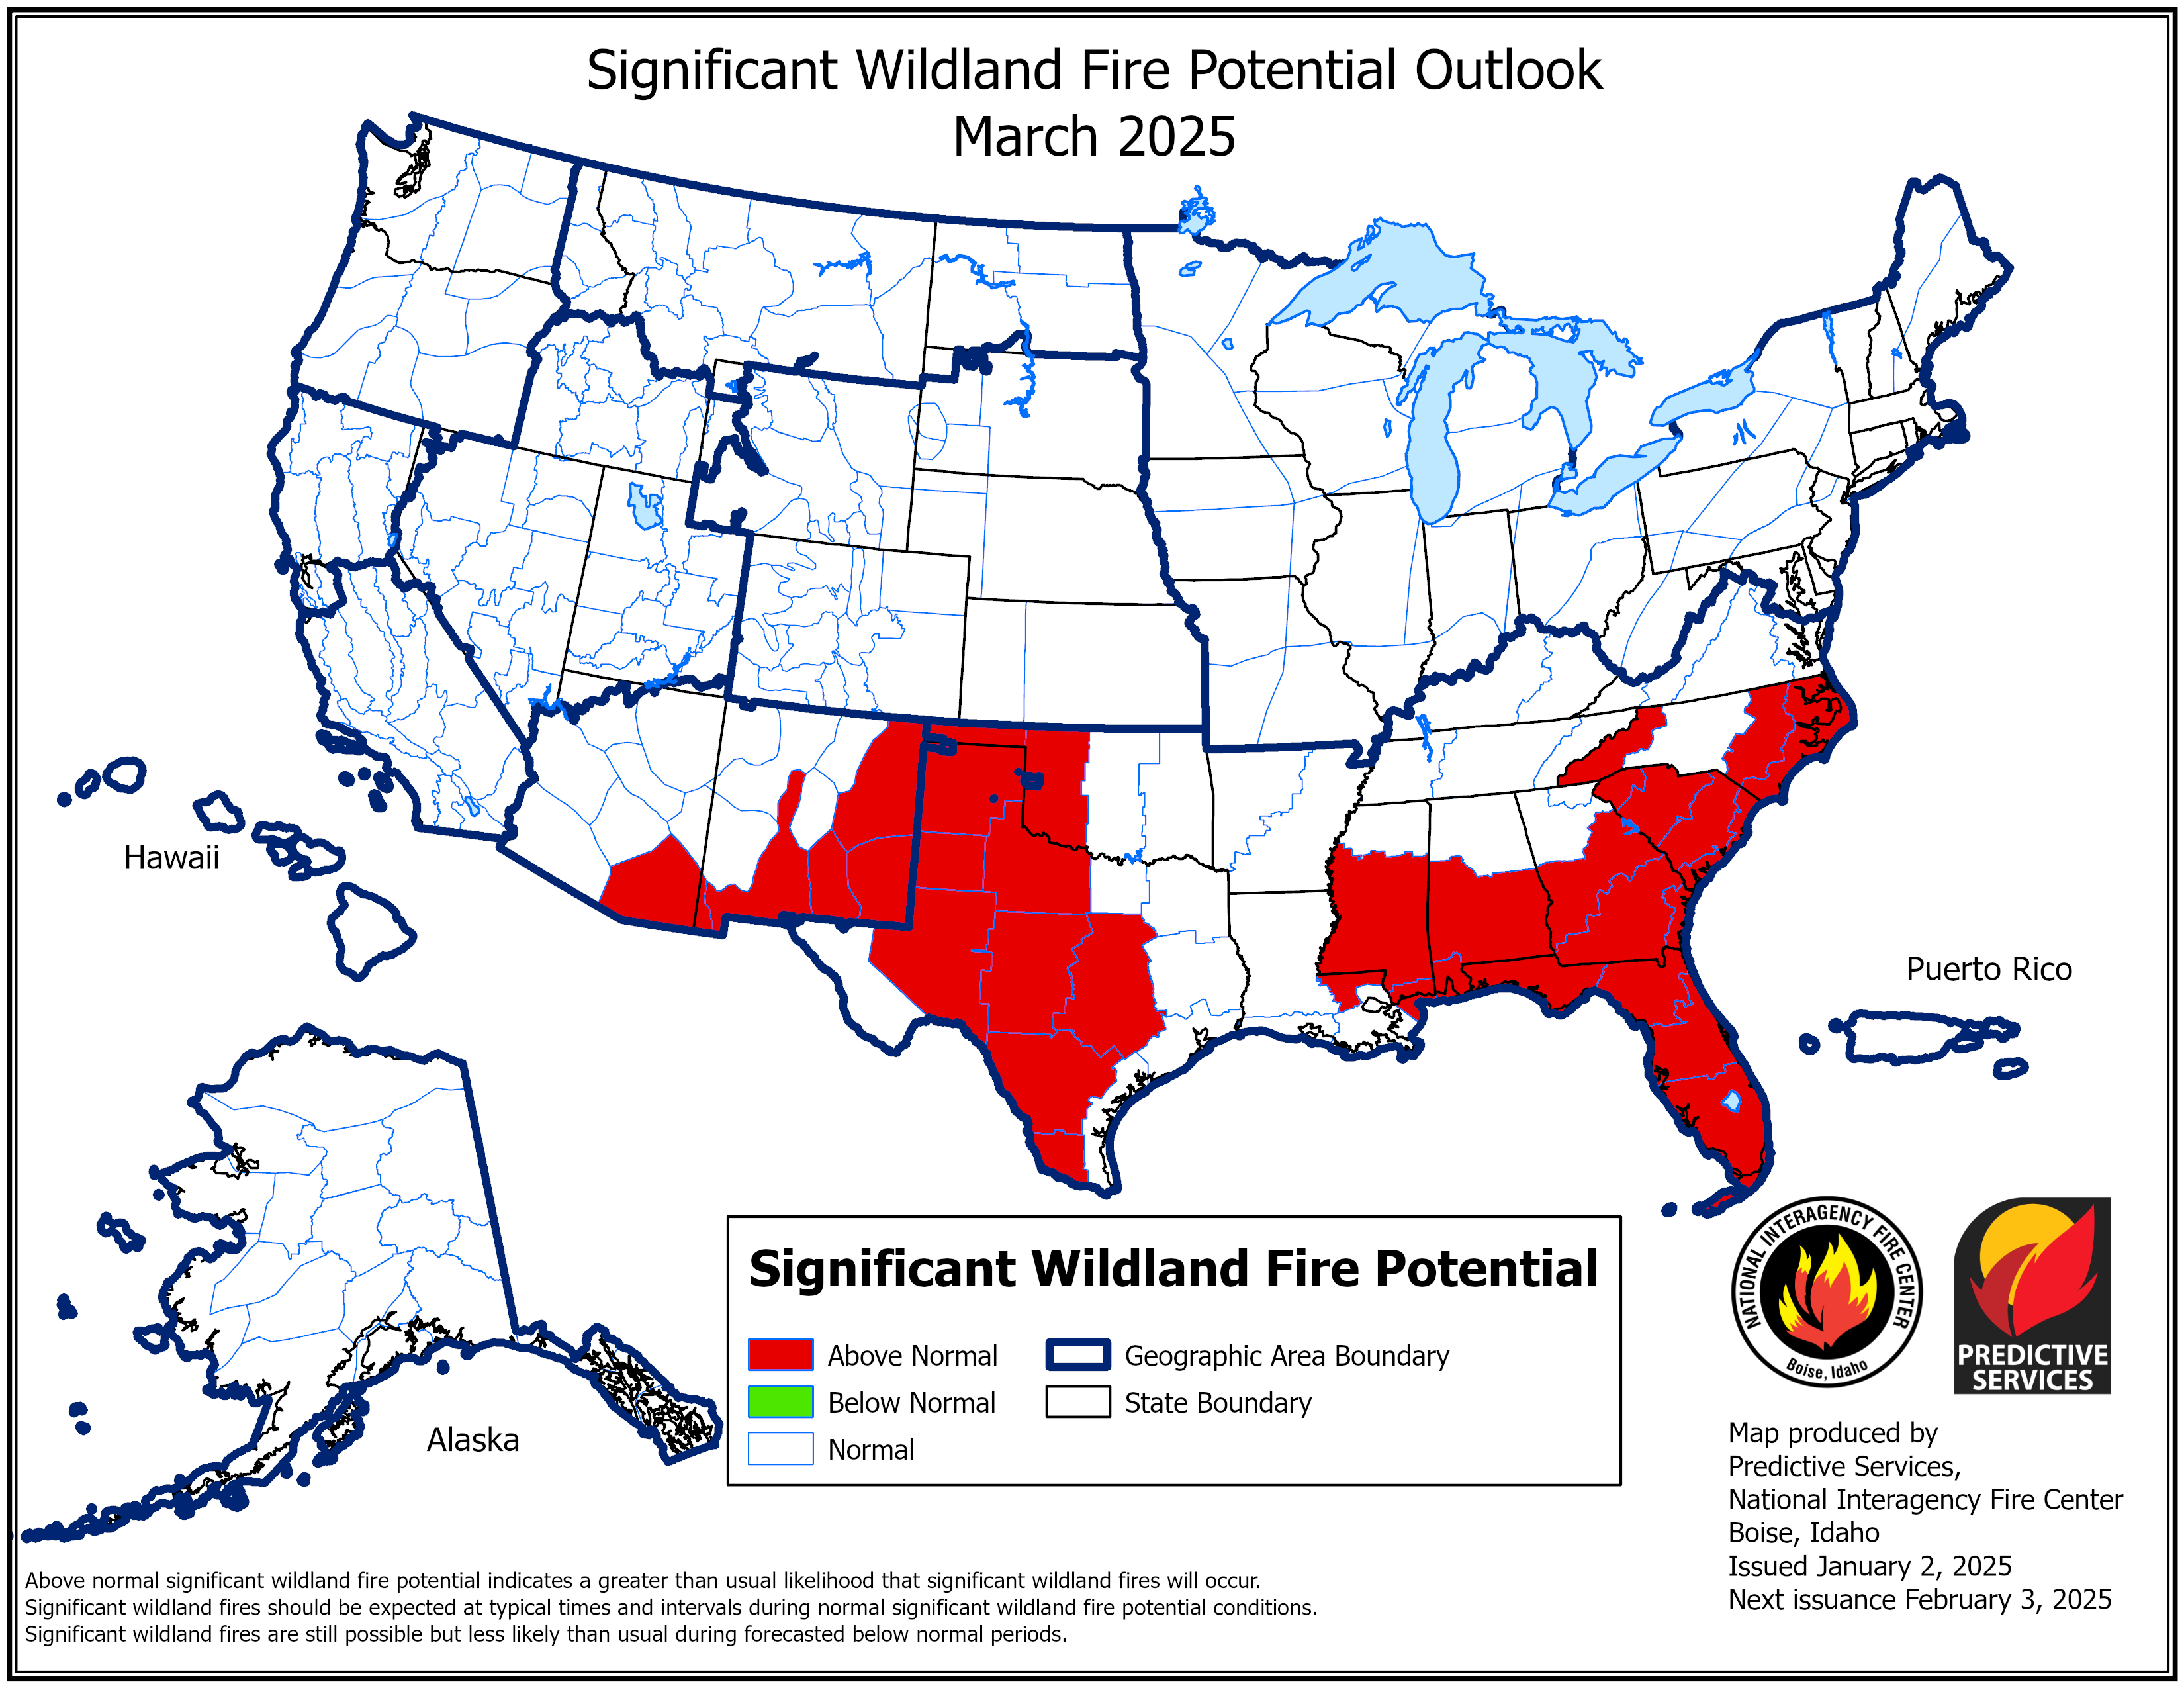 Significant Wildland Fire Potential Outlook
March 2025
Hawaii
Puerto Rico
Alaska
Significant Wildland Fire Potential
Above Normal
Geographic Area Boundary
Below Normal
State Boundary
Normal
NATIONAL INTERAGENCY FIRE CENTER
Boise, Idaho
PREDICTIVE
SERVICES
Map produced by
Predictive Services,
National Interagency Fire Center
Boise, Idaho
Issued January 2, 2025
Next issuance February 3, 2025
Above normal significant wildland fire potential indicates a greater than usual likelihood that significant wildland fires will occur.
Significant wildland fires should be expected at typical times and intervals during normal significant wildland fire potential conditions.
Significant wildland fires are still possible but less likely than usual during forecasted below normal periods.